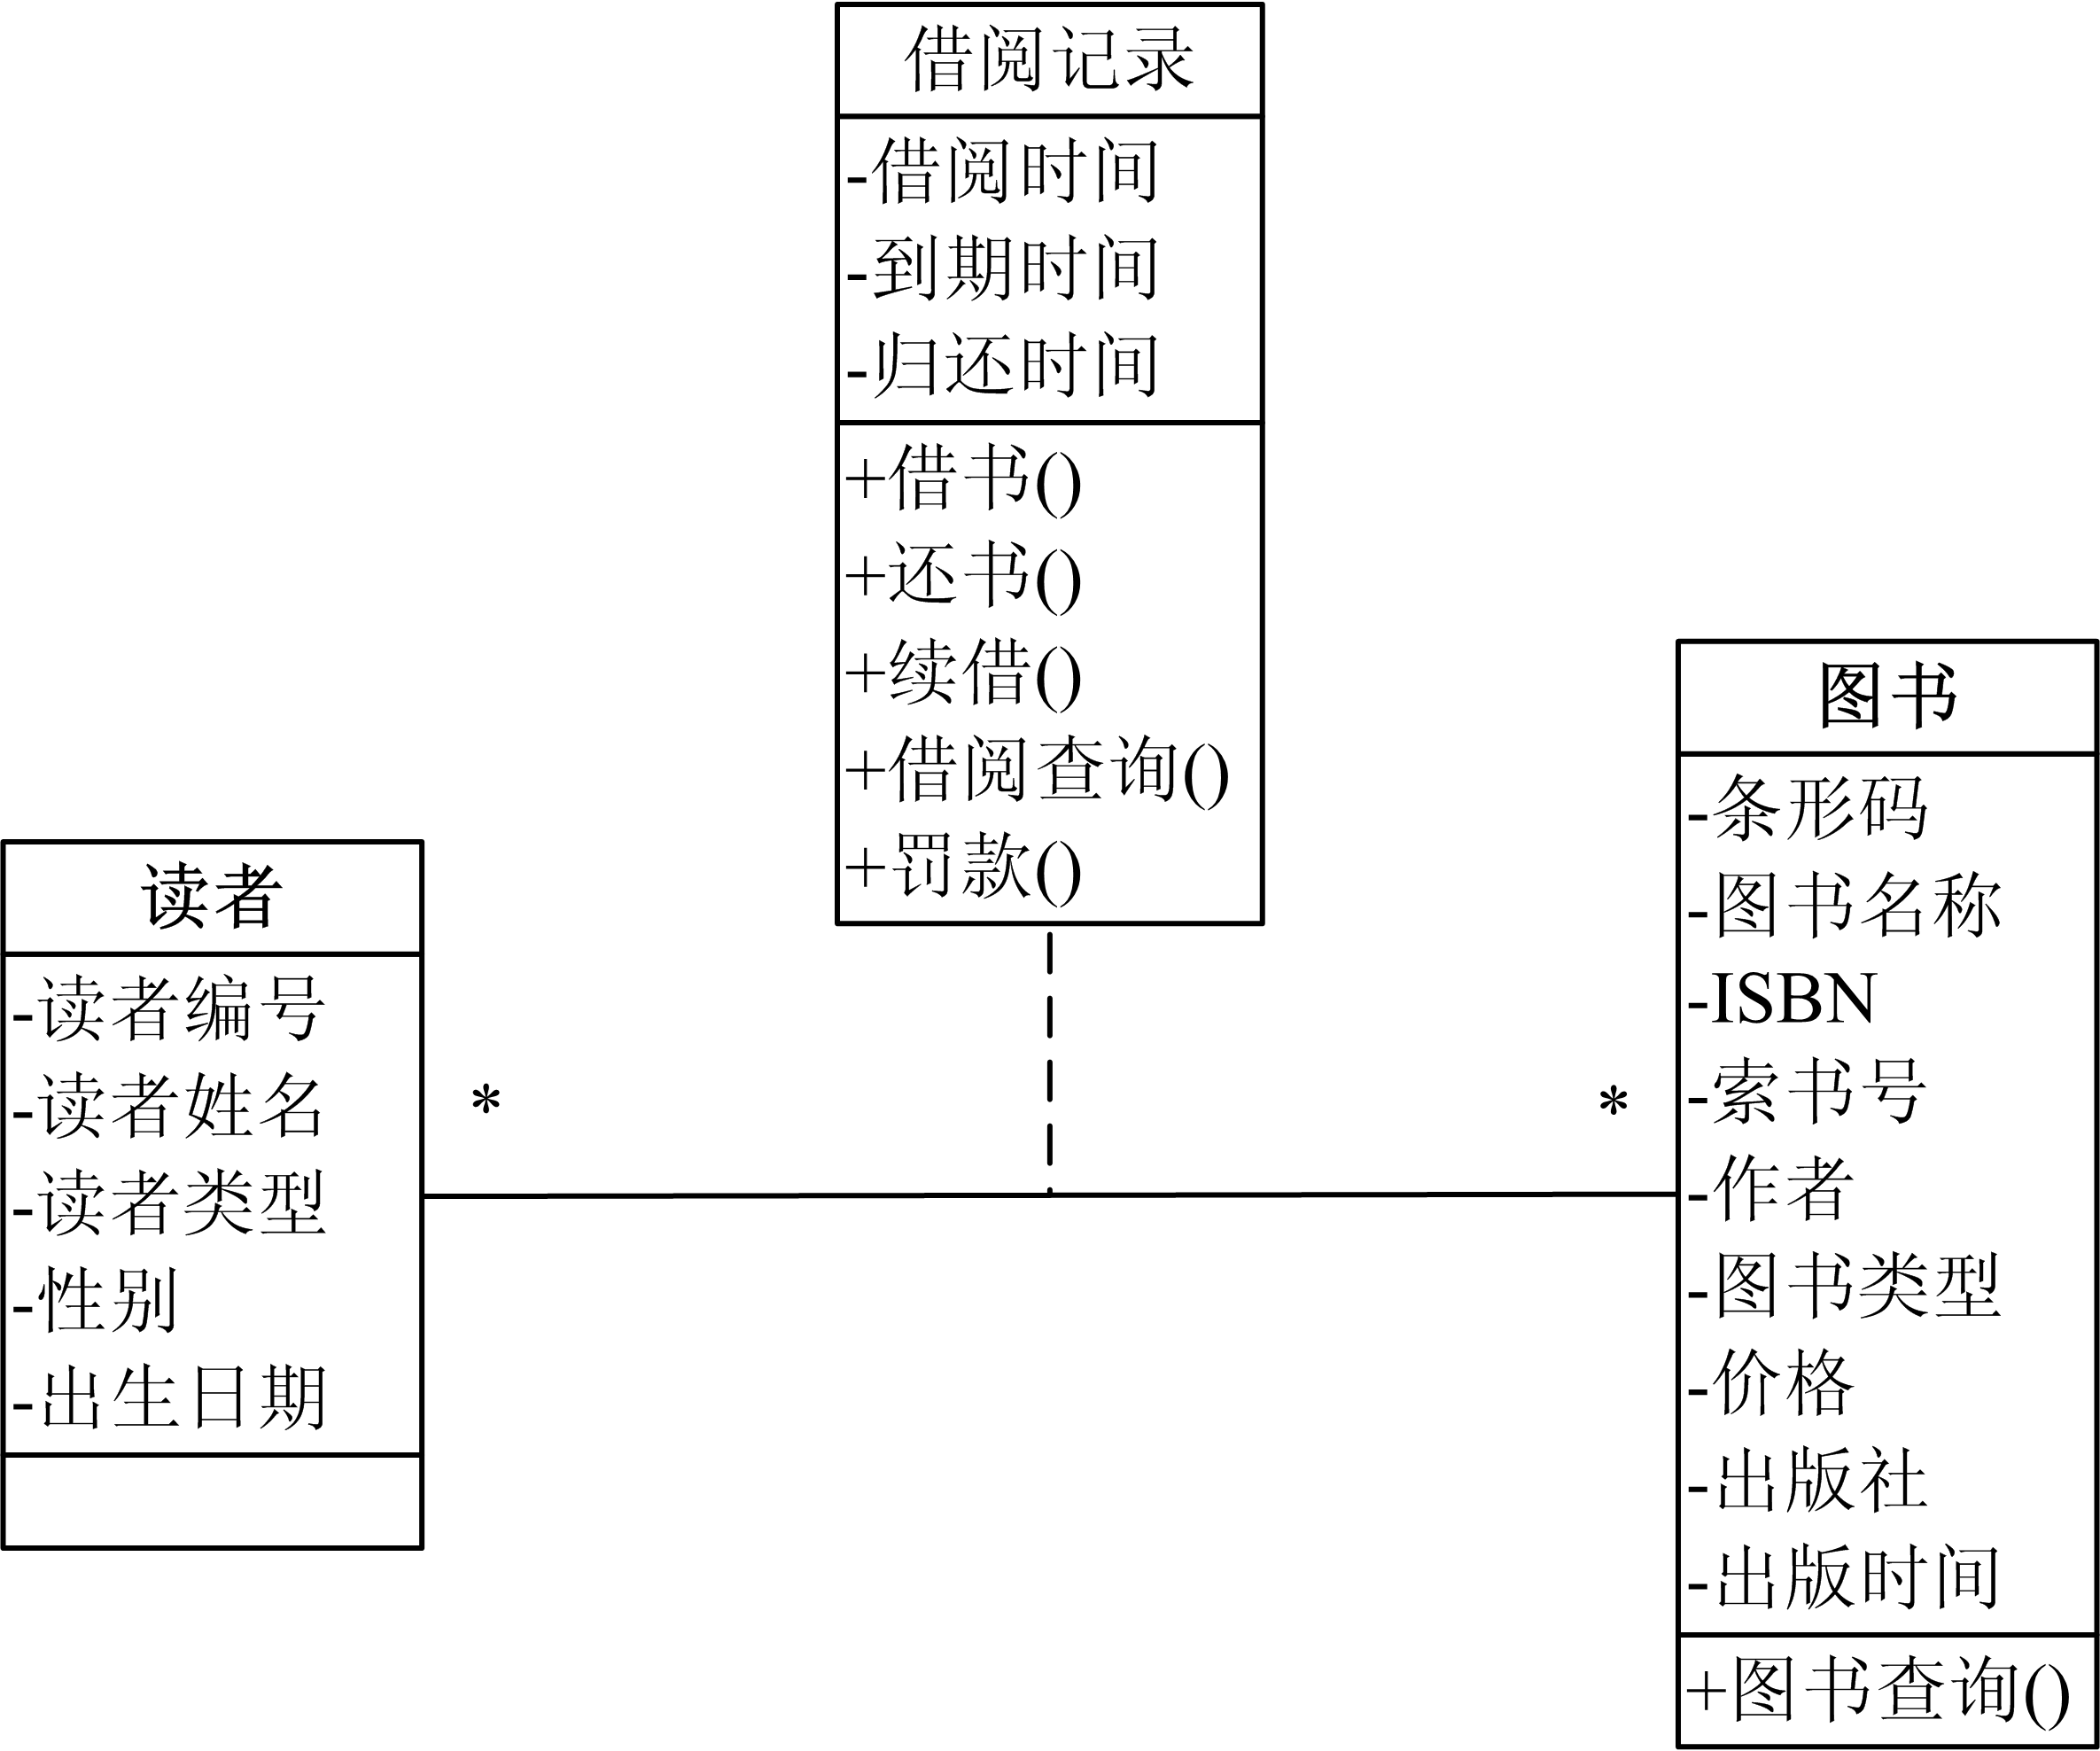 借阅记录
-借阅时间
-到期时间
-归还时间
+借书()
+还书()
+续借()
+借阅查询()
+罚款()
读者
-读者编号
-读者姓名
-读者类型
-性别
-出生日期
*
*
图书
-条形码
-图书名称
-ISBN
-索书号
-作者
-图书类型
-价格
-出版社
-出版时间
+图书查询()